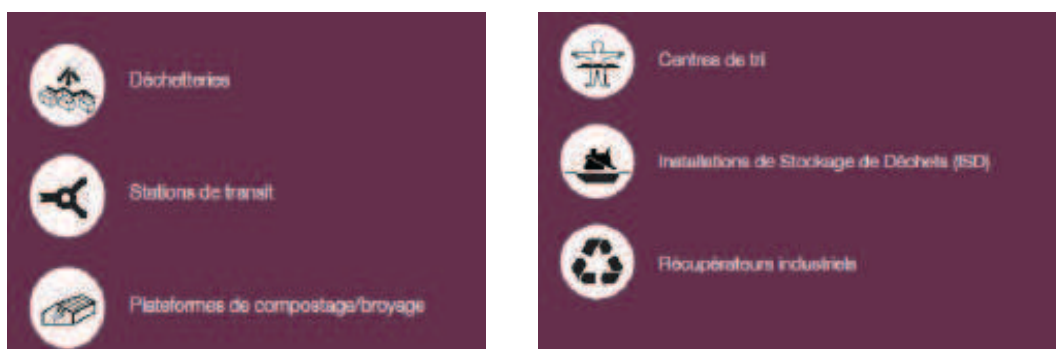 Déchetteries
Stations de transit
Plateformes de compostage/broyage
Centres de tri
Installations de Stockage de Déchets (ISD)
Récupérateurs industriels